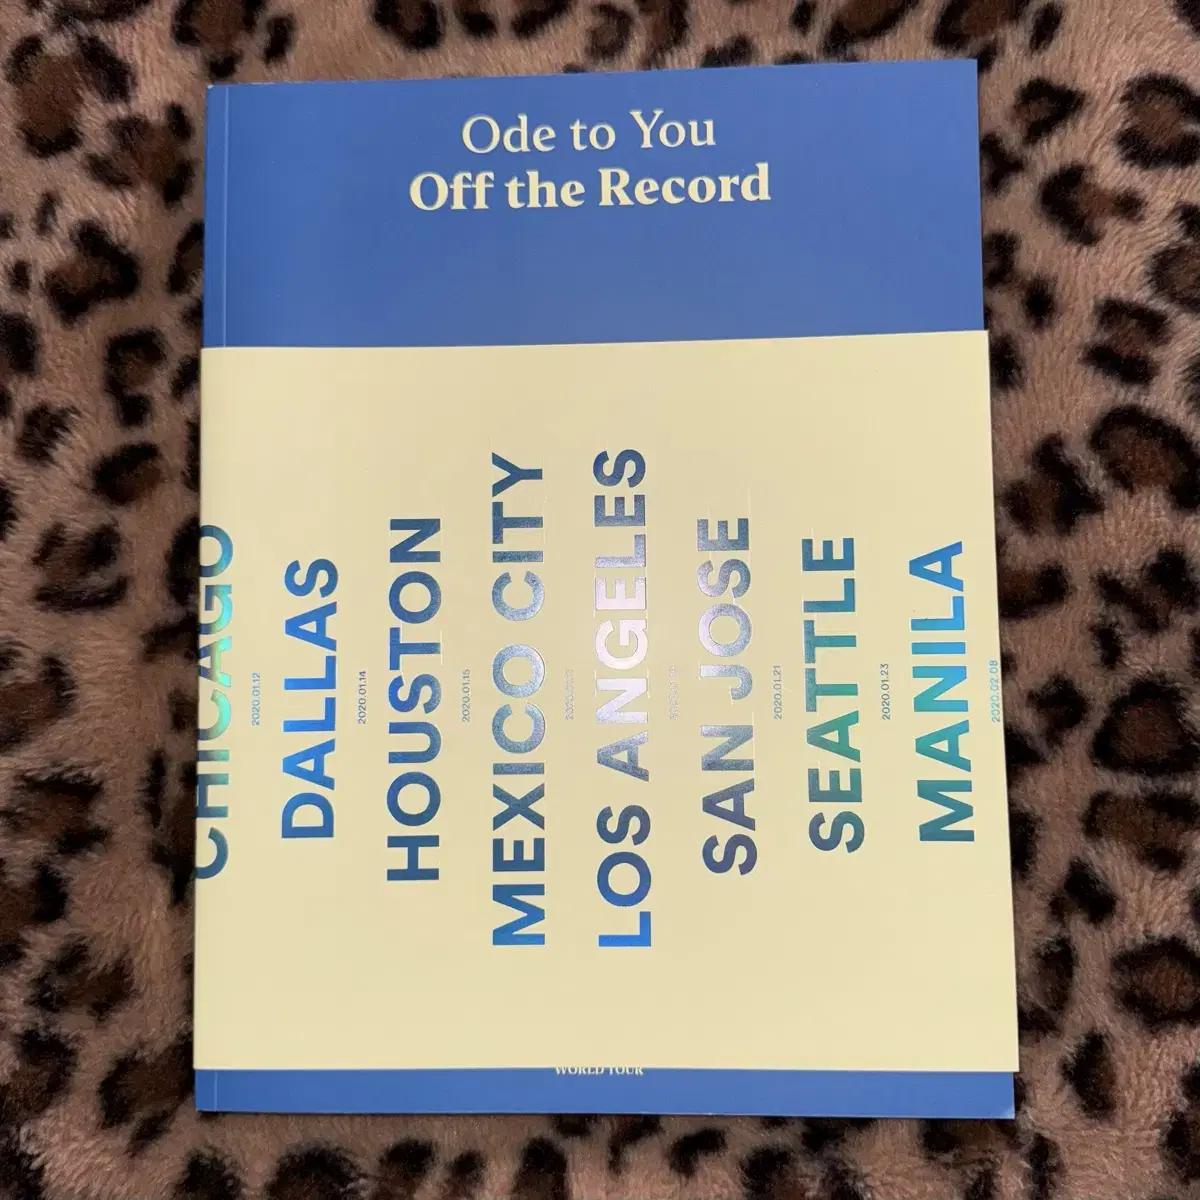 Ode to You
Off the Record
CHICAGO
2020.01.12
DALLAS
2020.01.14
HOUSTON
2020.01.15
MEXICO CITY
LOS ANGELES
SAN JOSE
2020.01.21
SEATTLE
2020.01.23
MANILA
2020.02.08
WORLD TOUR